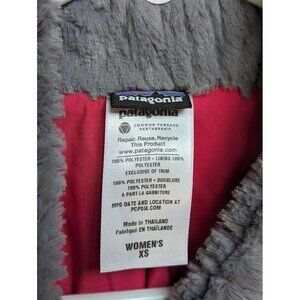 patagonia
patagonia
COMMON THREADS
PARTNERSHIP
Repair, Reuse, Recycle
This Product
www.patagonia.com
100% POLYESTER - LINING 100%
POLYESTER
EXCLUSIVE OF TRIM
100% POLYESTER - DOUBLURE
100% POLYESTER
A PART LA GARNITURE
MFG DATE AND LOCATION AT
PCPSIA.COM
Made in THAILAND
Fabriqué EN THAÏLANDE
WOMEN'S
XS